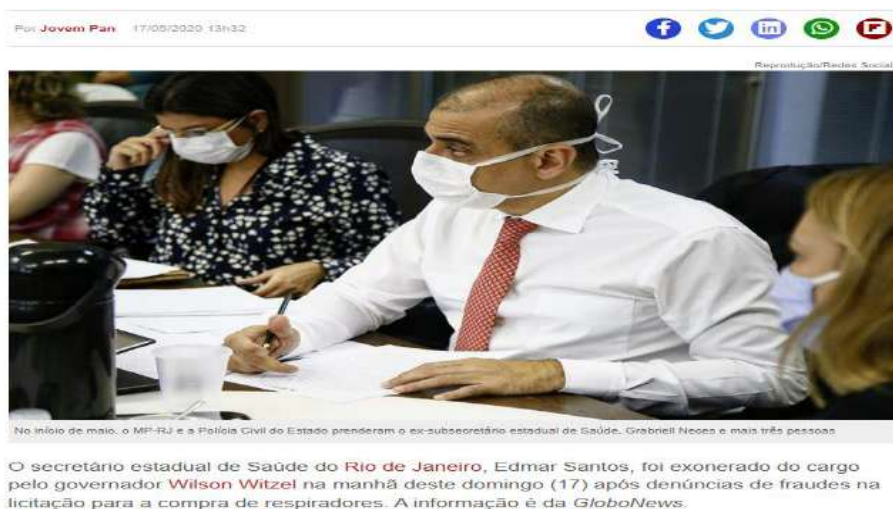 Por Jovem Pan 17/05/2020 13h32
Reprodução/Redes Social
No início de maio, o MP-RJ e a Polícia Civil do Estado prenderam o ex-subsecretário estadual de Saúde, Grabriell Neces e mais três pessoas
O secretário estadual de Saúde do Rio de Janeiro, Edmar Santos, foi exonerado do cargo
pelo governador Wilson Witzel na manhã deste domingo (17) após denúncias de fraudes na
licitação para a compra de respiradores. A informação é da GloboNews.